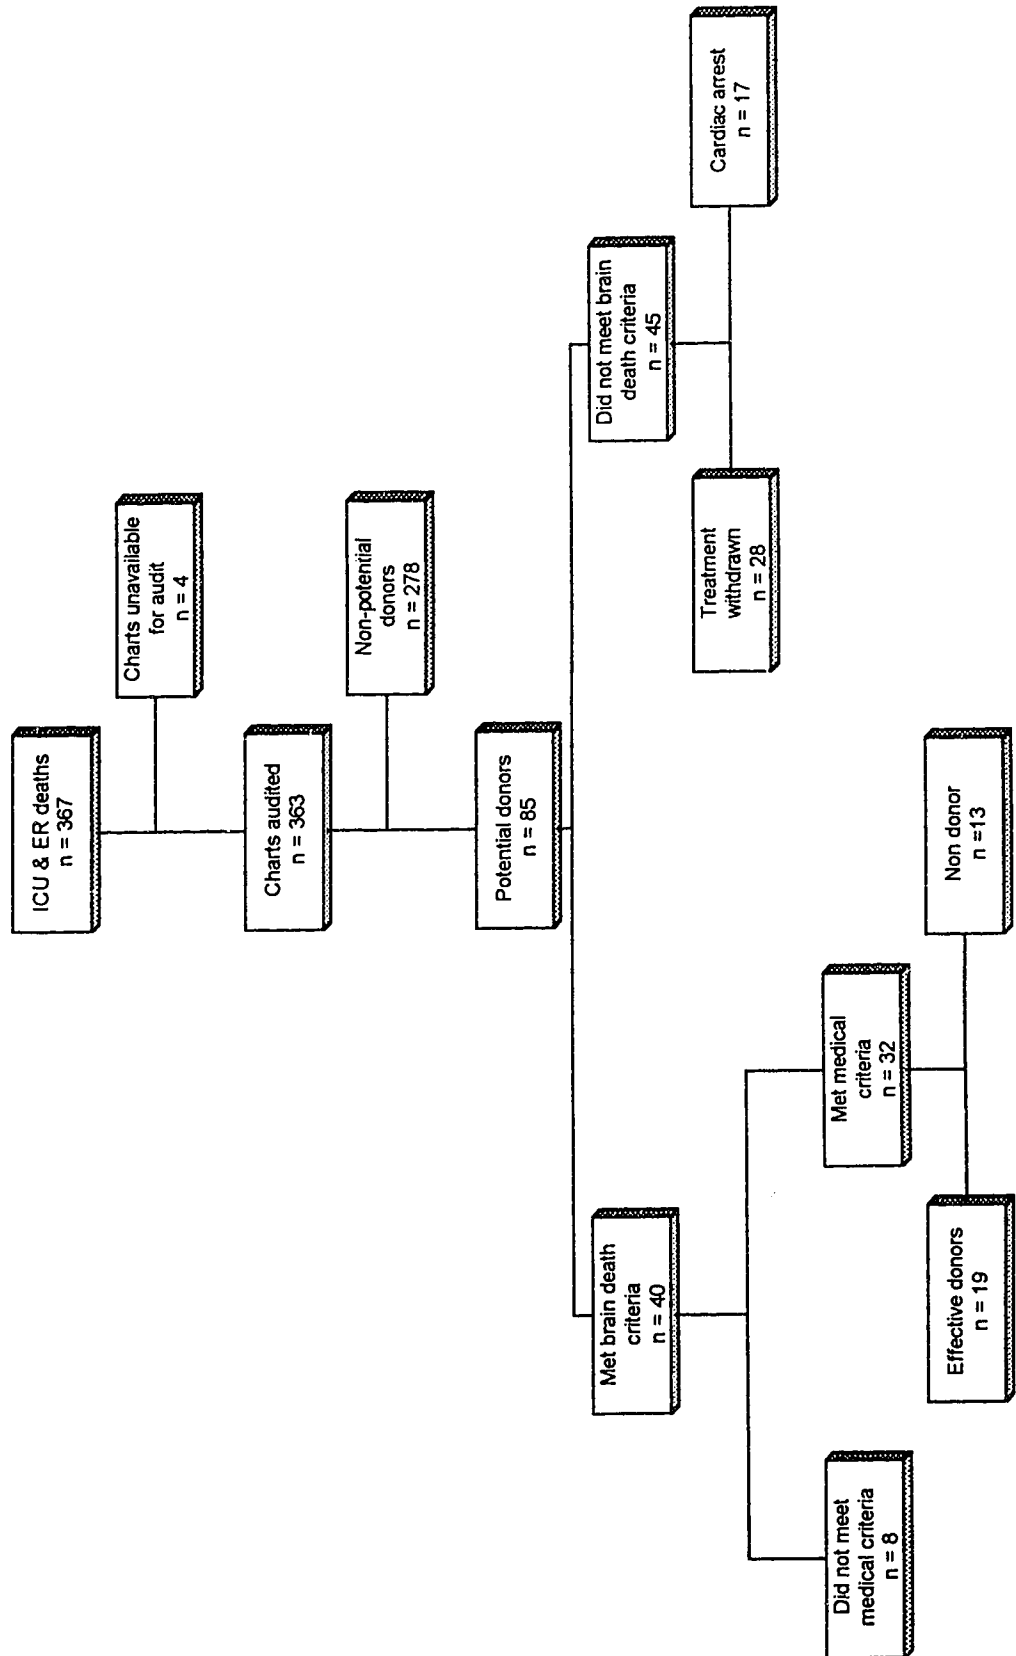 ICU & ER deaths
n = 367
Charts unavailable
for audit
n = 4
Charts audited
n = 363
Non-potential
donors
n = 278
Potential donors
n = 85
Met brain death
criteria
n = 40
Did not meet brain
death criteria
n = 45
Treatment
withdrawn
n = 28
Cardiac arrest
n = 17
Did not meet
medical criteria
n = 8
Met medical
criteria
n = 32
Effective donors
n = 19
Non donor
n =13